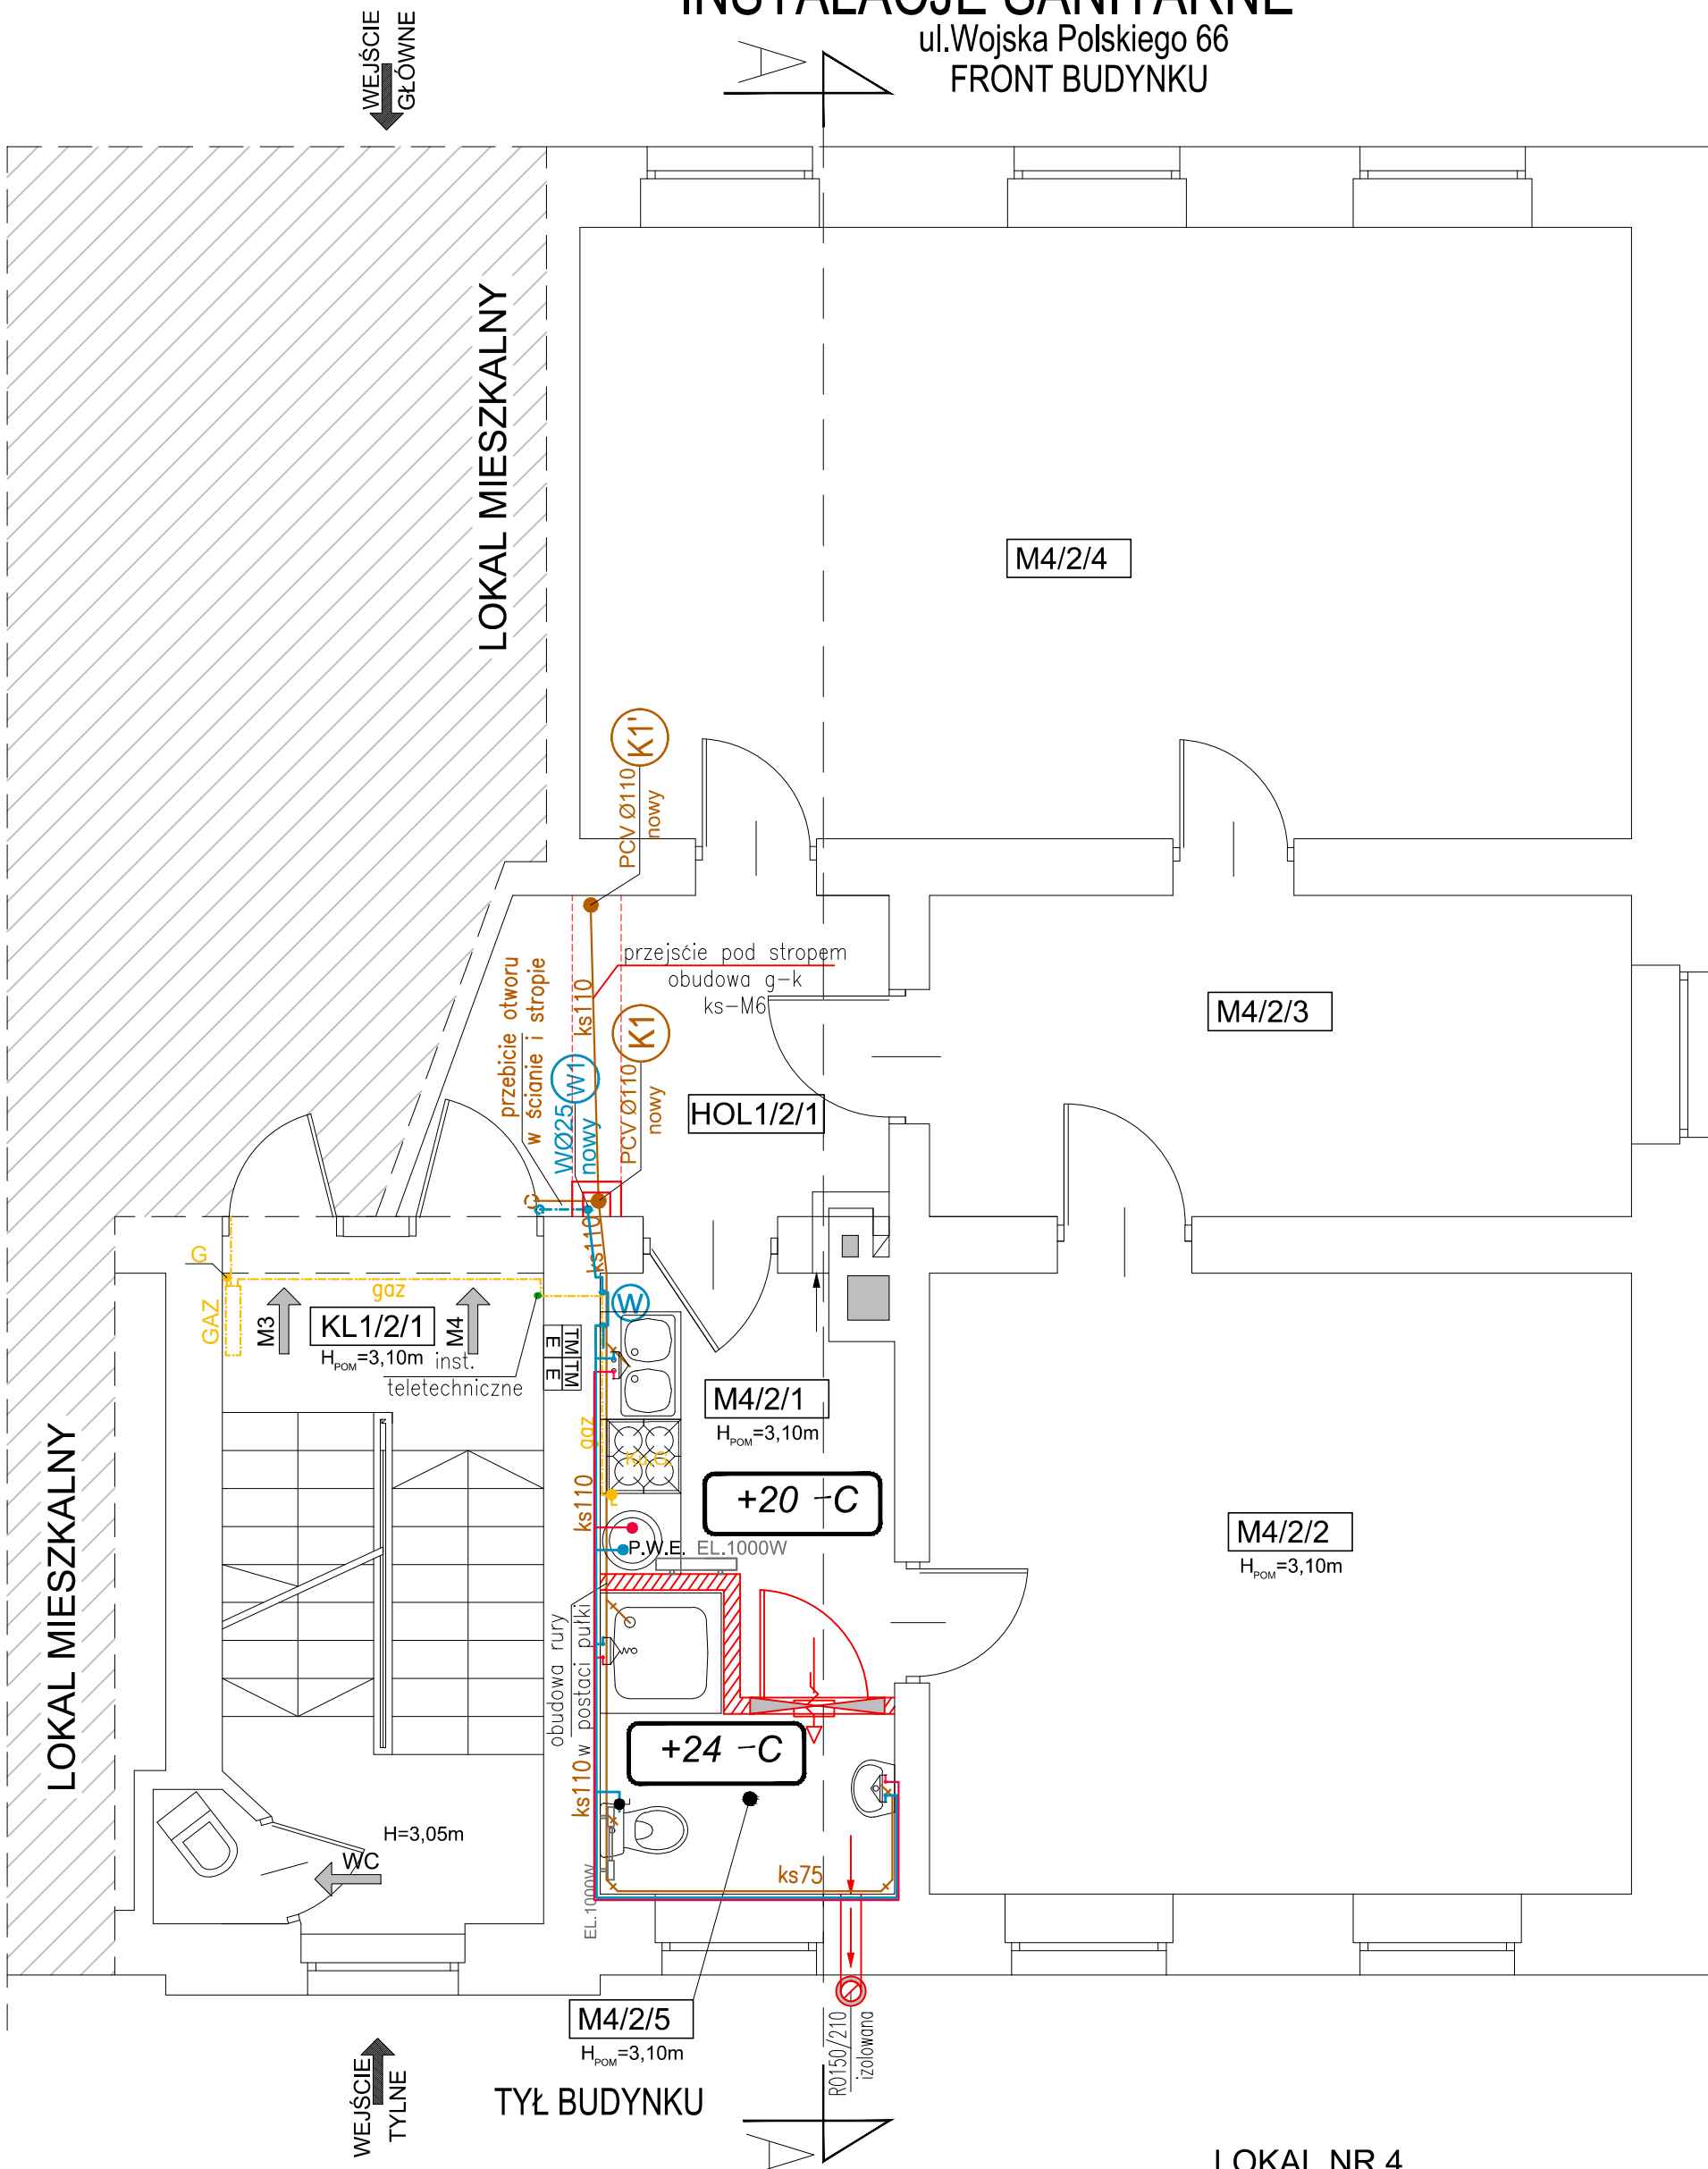 INSTALACJE SANITARNE
ul.Wojska Polskiego 66
FRONT BUDYNKU
WEJŚCIE
GŁÓWNE
A
LOKAL MIESZKALNY
M4/2/4
K1'
PCV Ø110
nowy
przejsćie pod stropem
obudowa g-k
ks-M6
ks110
przebicie otworu
w ścianie i stropie
K1
PCV Ø110
nowy
W1
WØ25
nowy
HOL1/2/1
M4/2/3
ks110
G
gaz
GAZ
M3
KL1/2/1
M4
HPOM=3,10m
inst.
teletechniczne
TM TM
E E
W
M4/2/1
HPOM=3,10m
gaz
Ku.G
+20 -C
ks110
P.W.E.
EL.1000W
M4/2/2
HPOM=3,10m
LOKAL MIESZKALNY
obudowa rury
w postaci pułki
ks110
+24 -C
H=3,05m
WC
ks75
EL.1000W
M4/2/5
HPOM=3,10m
RO150/210
izolowana
WEJŚCIE
TYLNE
TYŁ BUDYNKU
A
LOKAL NR 4